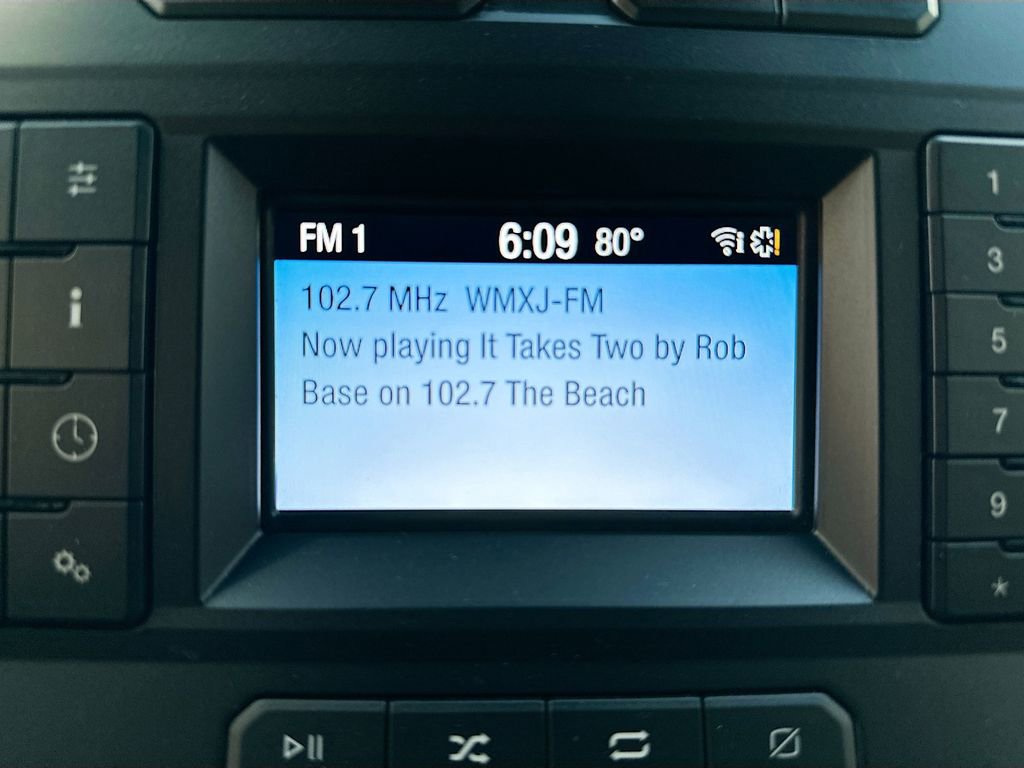 FM 1 6:09 80°
102.7 MHz WMXJ-FM
Now playing It Takes Two by Rob
Base on 102.7 The Beach
i
1
3
5
7
9
*